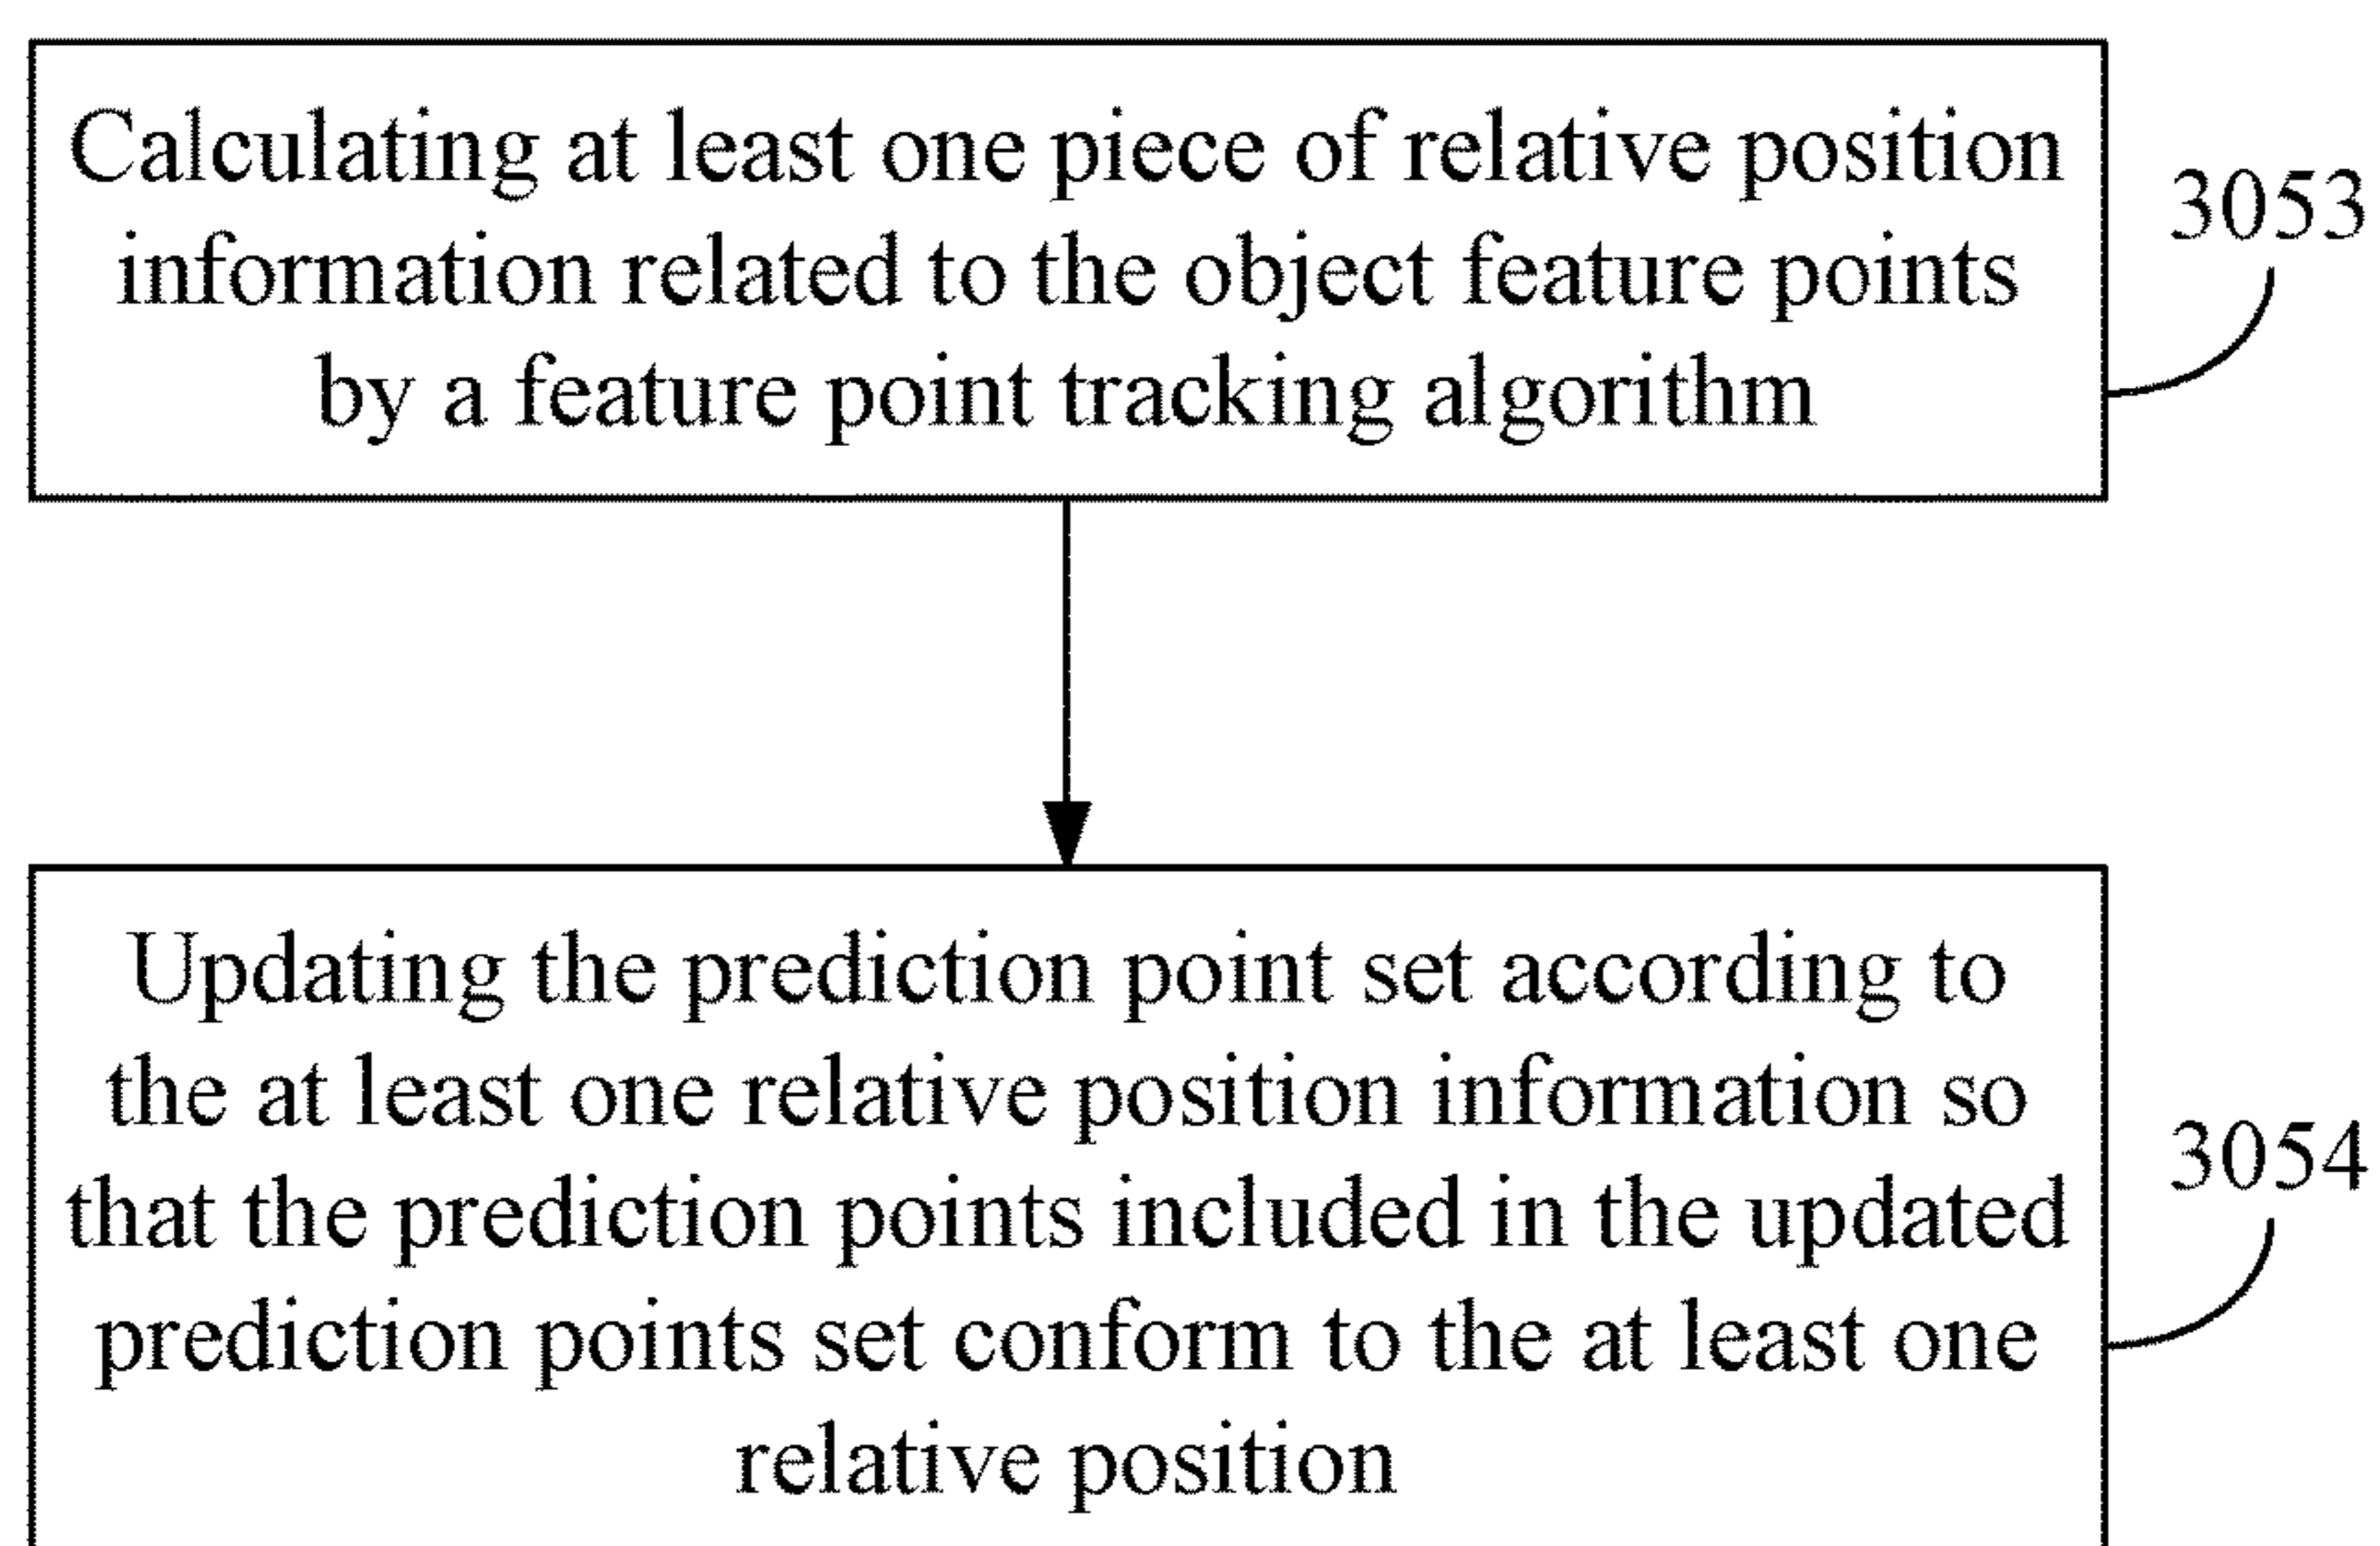 Calculating at least one piece of relative position
information related to the object feature points
by a feature point tracking algorithm
3053
Updating the prediction point set according to
the at least one relative position information so
that the prediction points included in the updated
prediction points set conform to the at least one
relative position
3054